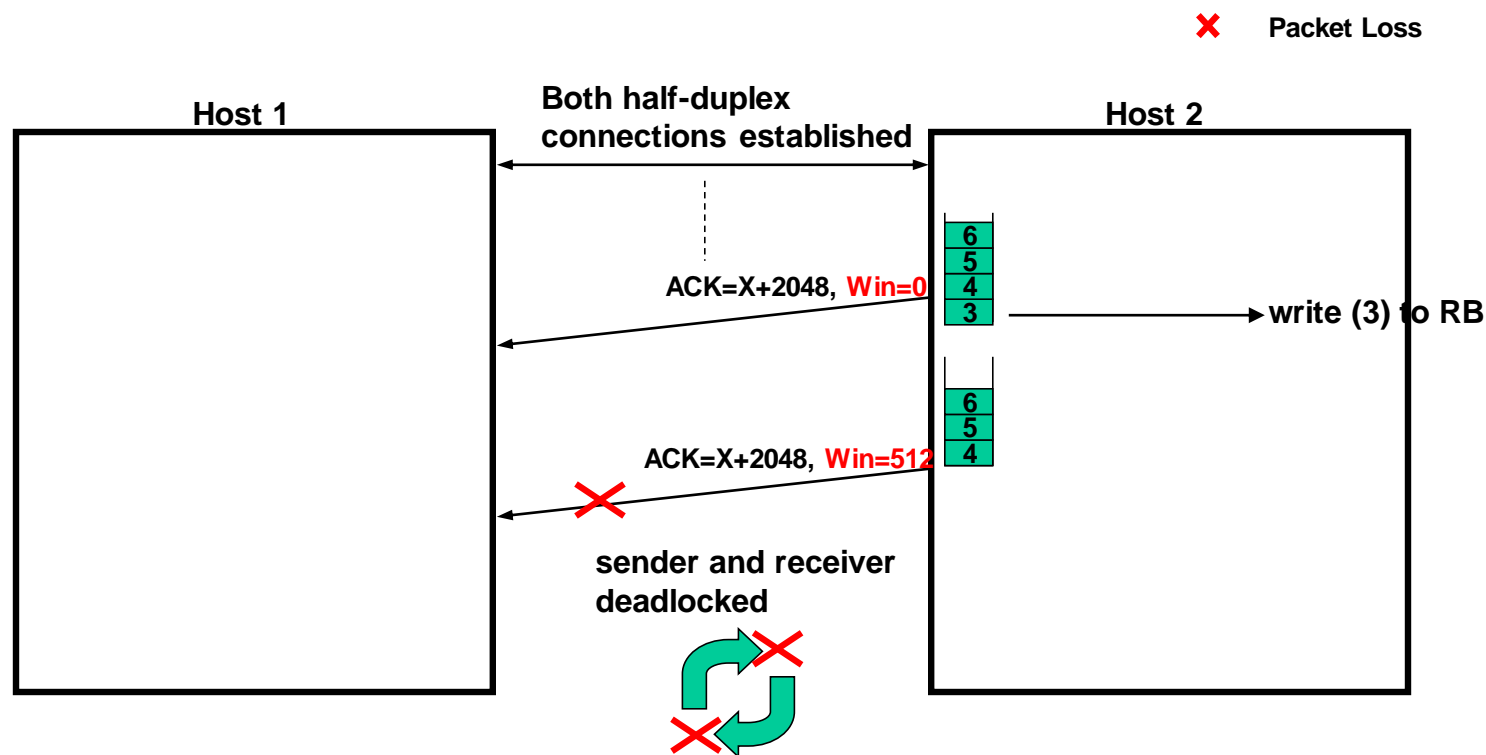 Packet Loss
Host 1
Both half-duplex
connections established
Host 2
6
5
4
3
ACK=X+2048, Win=0
write (3) to RB
6
5
4
ACK=X+2048, Win=512
sender and receiver
deadlocked